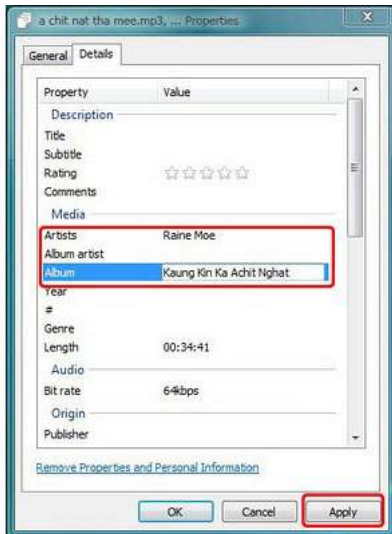 a chit nat tha mee.mp3, ... Properties
General Details
Property Value
Description
Title
Subtitle
Rating
Comments
Media
Artists Raine Moe
Album artist
Album Kaung Kin Ka Achit Nghat
Year
#
Genre
Length 00:34:41
Audio
Bit rate 64kbps
Origin
Publisher
Remove Properties and Personal Information
OK Cancel Apply